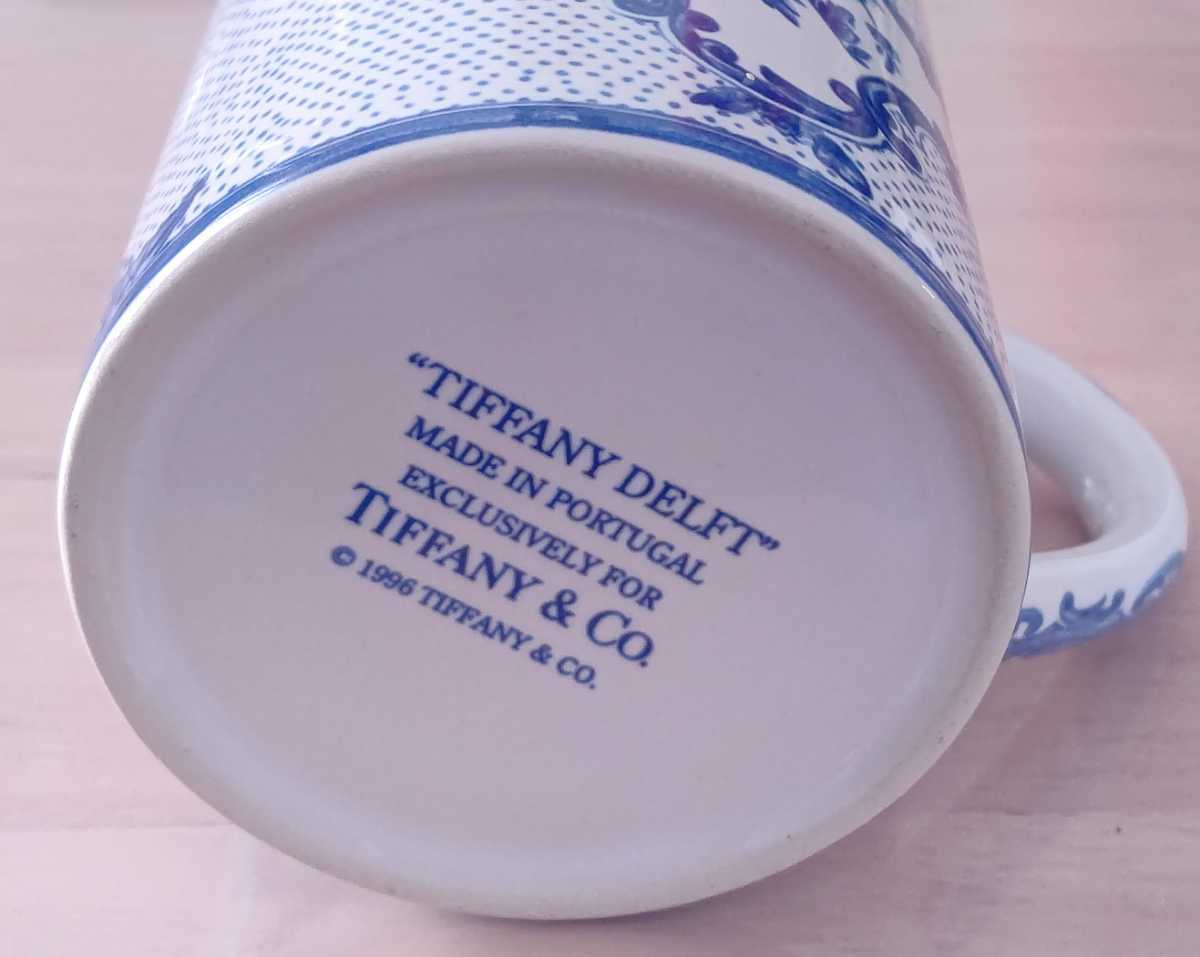 “TIFFANY DELFT”
MADE IN PORTUGAL
EXCLUSIVELY FOR
TIFFANY & CO.
© 1996 TIFFANY & CO.